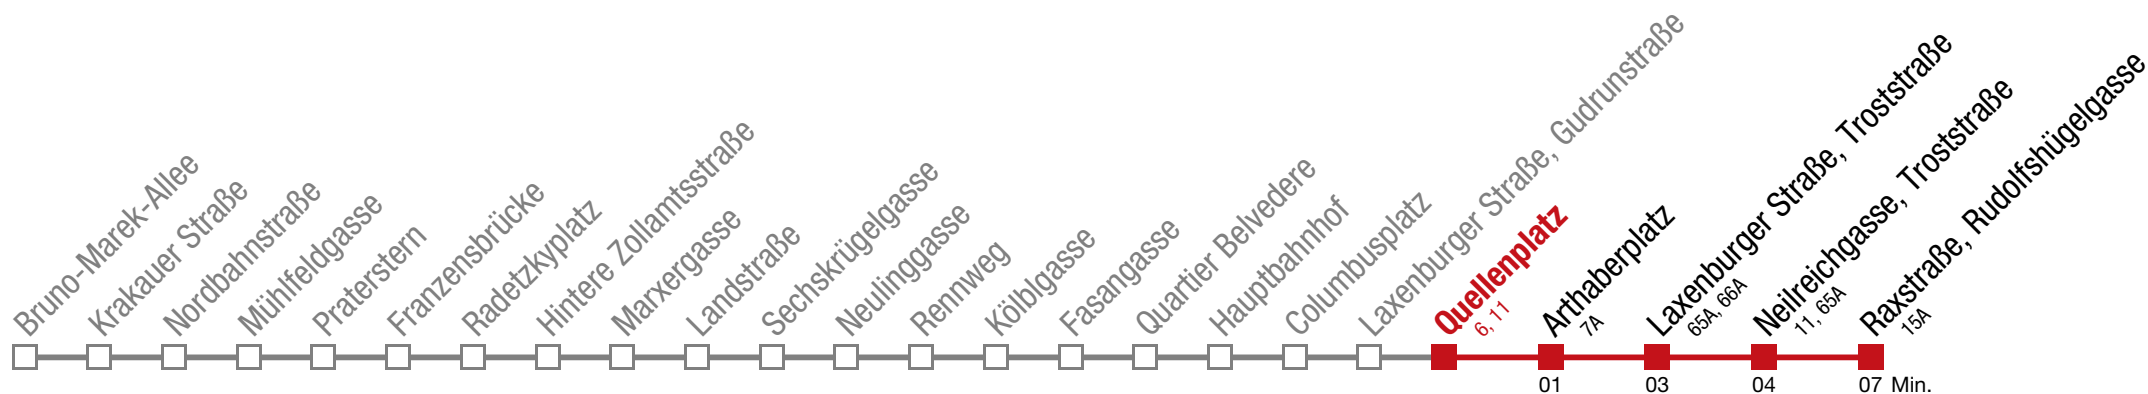 Bruno-Marek-Allee
Krakauer Straße
Nordbahnstraße
Mühlfeldgasse
Praterstern
Franzensbrücke
Radetzkyplatz
Hintere Zollamtsstraße
Marxergasse
Landstraße
Sechskrügelgasse
Neulinggasse
Rennweg
Kölblgasse
Fasangasse
Quartier Belvedere
Hauptbahnhof
Columbusplatz
Laxenburger Straße, Gudrunstraße
Quellenplatz
6, 11
Arthaberplatz
7A
Laxenburger Straße, Troststraße
65A, 66A
Neilreichgasse, Troststraße
11, 65A
Raxstraße, Rudolfshügelgasse
15A
01 03 04 07 Min.